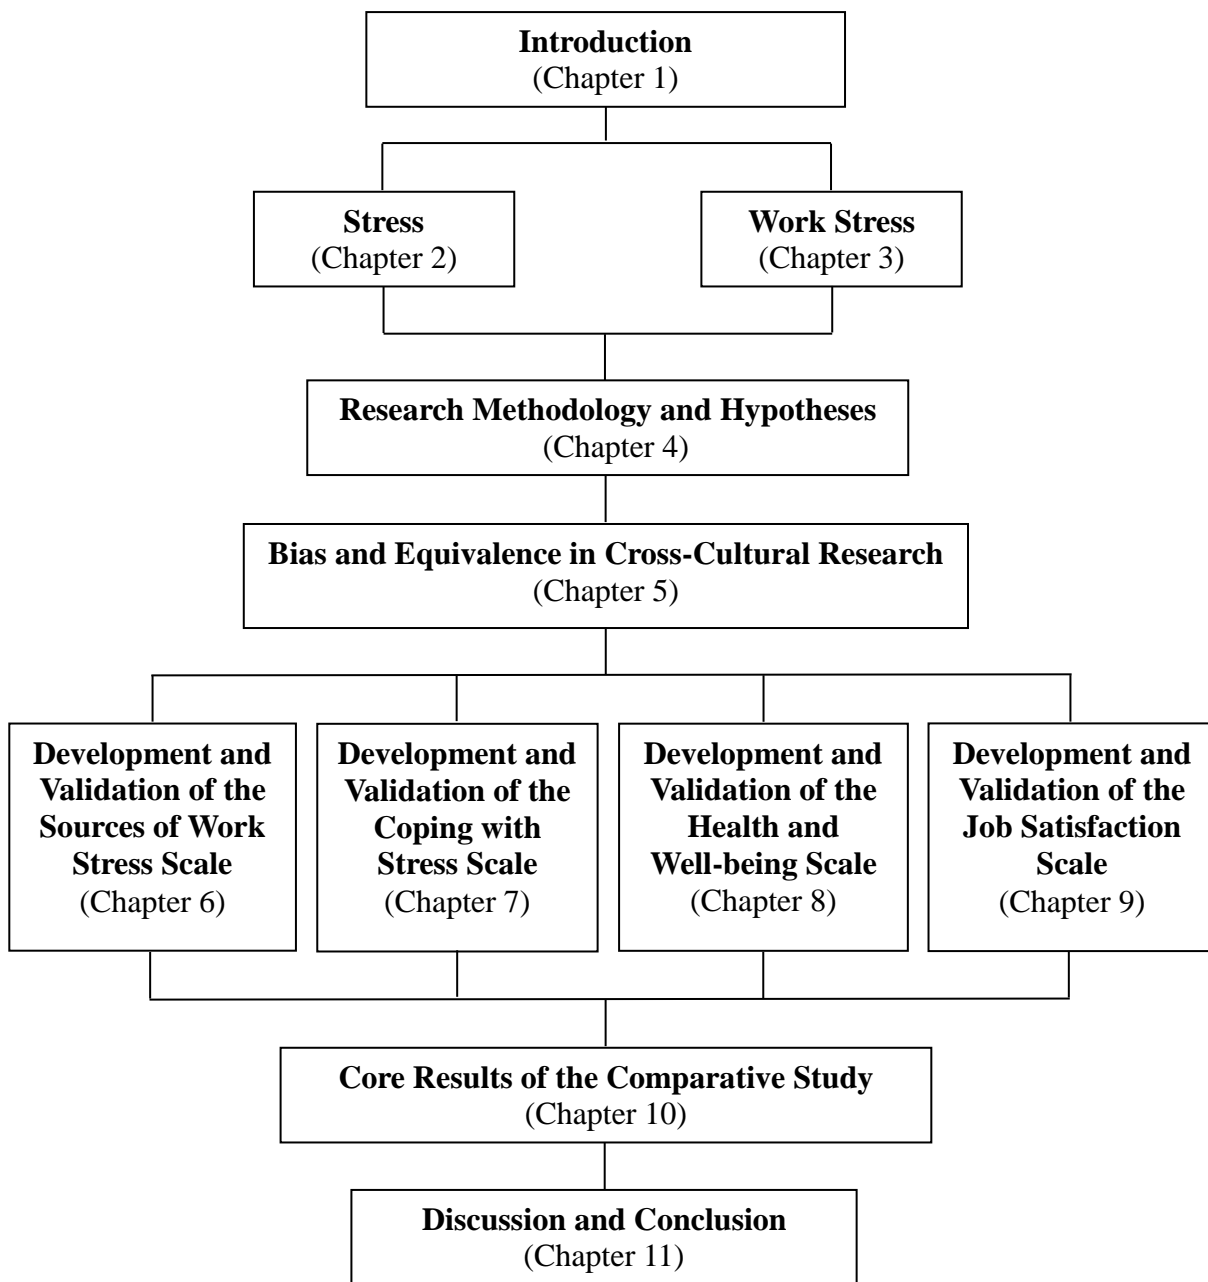 Introduction
(Chapter 1)
Stress
(Chapter 2)
Work Stress
(Chapter 3)
Research Methodology and Hypotheses
(Chapter 4)
Bias and Equivalence in Cross-Cultural Research
(Chapter 5)
Development and
Validation of the
Sources of Work
Stress Scale
(Chapter 6)
Development and
Validation of the
Coping with
Stress Scale
(Chapter 7)
Development and
Validation of the
Health and
Well-being Scale
(Chapter 8)
Development and
Validation of the
Job Satisfaction
Scale
(Chapter 9)
Core Results of the Comparative Study
(Chapter 10)
Discussion and Conclusion
(Chapter 11)